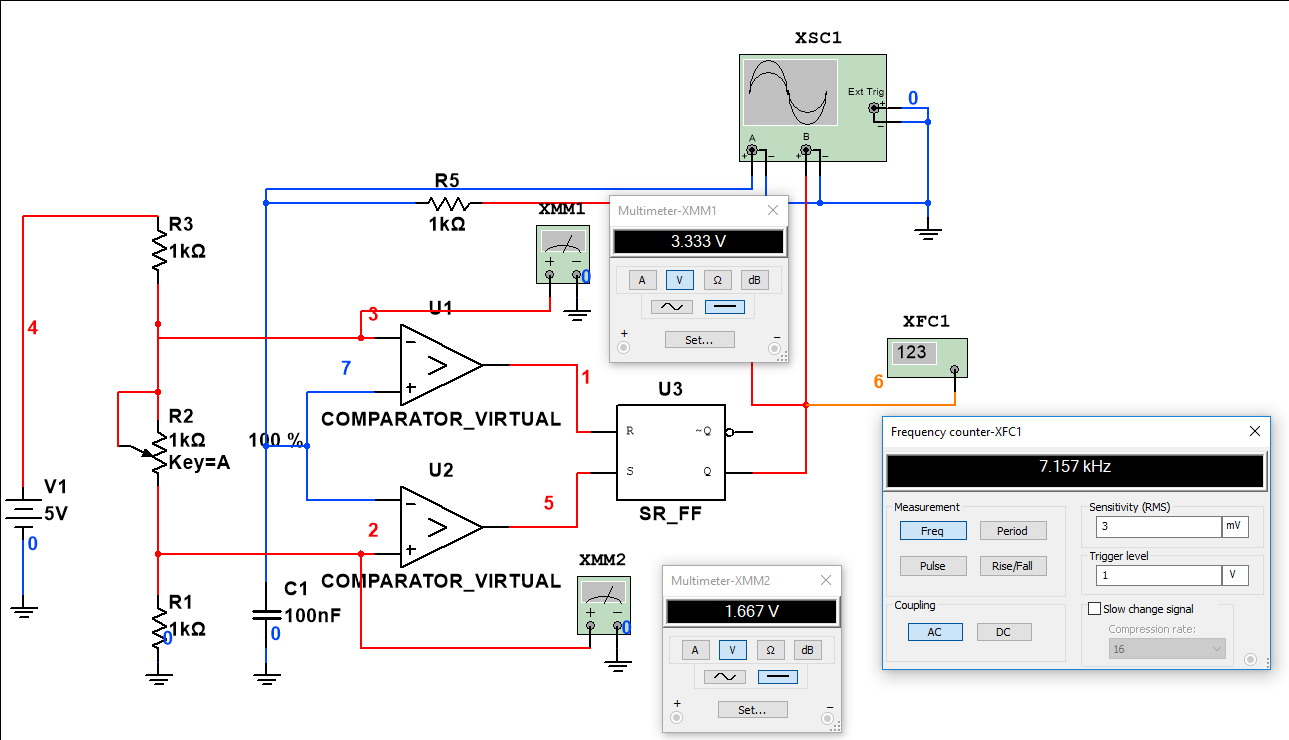 XSC1
Ext Trig
+
−
0
A
B
+
−
+
−
R5
1kΩ
XMM1
+
−
0
Multimeter-XMM1
3.333 V
A
V
Ω
dB
Set...
+
−
R3
1kΩ
4
3
U1
7
COMPARATOR_VIRTUAL
1
XFC1
123
6
R2
1kΩ
Key=A
100 %
U3
R
~Q
S
Q
SR_FF
Frequency counter-XFC1
7.157 kHz
Measurement
Freq
Period
Pulse
Rise/Fall
Coupling
AC
DC
Sensitivity (RMS)
3
mV
Trigger level
1
V
Slow change signal
Compression rate:
16
V1
5V
0
U2
5
2
COMPARATOR_VIRTUAL
XMM2
+
−
0
Multimeter-XMM2
1.667 V
A
V
Ω
dB
Set...
+
−
R1
1kΩ
0
C1
100nF
0